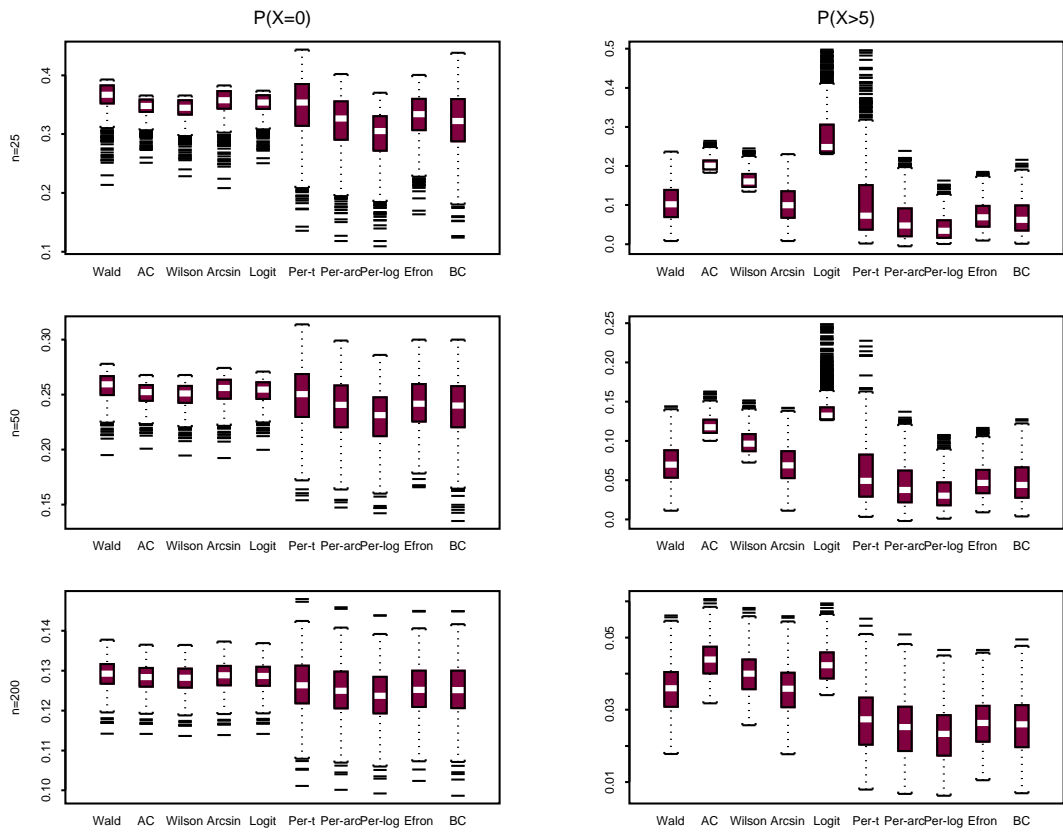 P(X=0)
P(X>5)
n=25
0.1 0.2 0.3 0.4
Wald AC Wilson Arcsin Logit Per-t Per-arc Per-log Efron BC
0.0 0.1 0.2 0.3 0.4 0.5
Wald AC Wilson Arcsin Logit Per-t Per-arc Per-log Efron BC
n=50
0.15 0.20 0.25 0.30
Wald AC Wilson Arcsin Logit Per-t Per-arc Per-log Efron BC
0.0 0.05 0.10 0.15 0.20 0.25
Wald AC Wilson Arcsin Logit Per-t Per-arc Per-log Efron BC
n=200
0.10 0.11 0.12 0.13 0.14
Wald AC Wilson Arcsin Logit Per-t Per-arc Per-log Efron BC
0.01 0.03 0.05
Wald AC Wilson Arcsin Logit Per-t Per-arc Per-log Efron BC